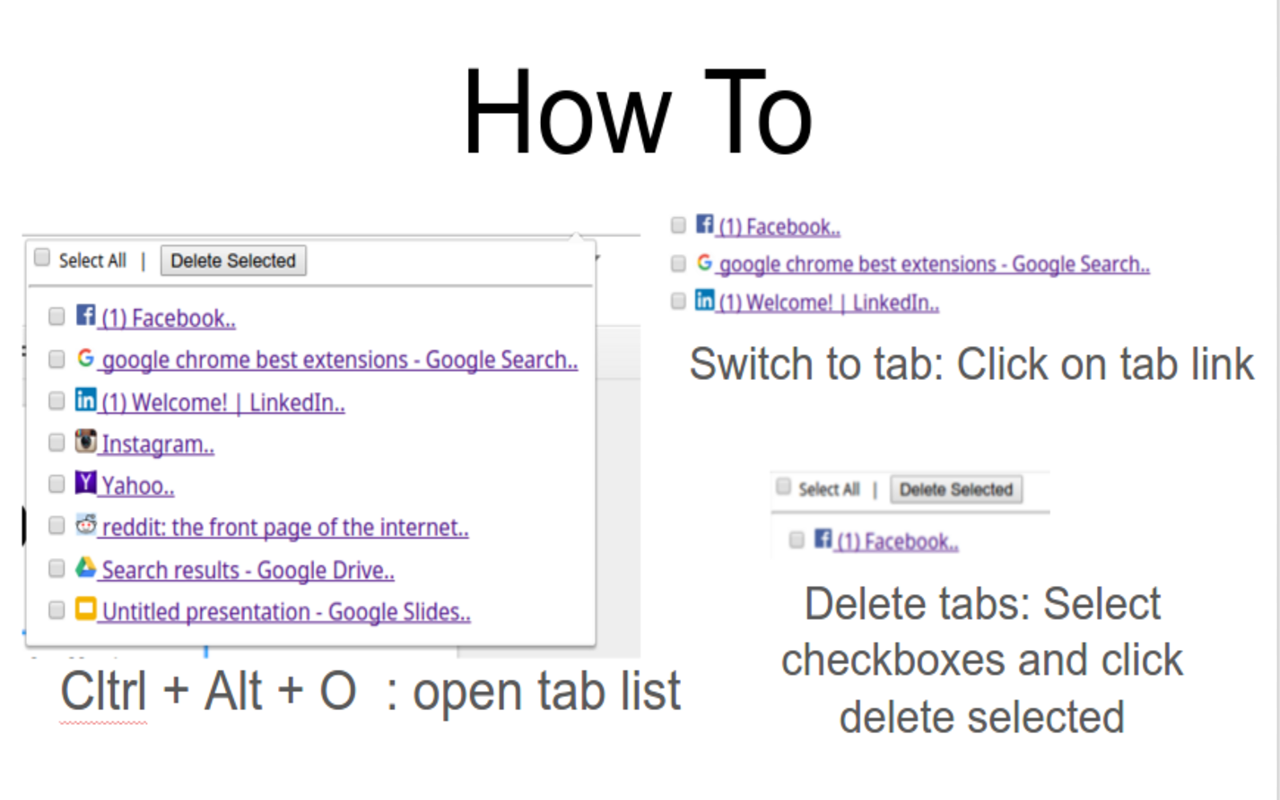 How To
Select All | Delete Selected
(1) Facebook..
google chrome best extensions - Google Search..
(1) Welcome! | LinkedIn..
Instagram..
Yahoo..
reddit: the front page of the internet..
Search results - Google Drive..
Untitled presentation - Google Slides..
Cltrl + Alt + O : open tab list
(1) Facebook..
google chrome best extensions - Google Search..
(1) Welcome! | LinkedIn..
Switch to tab: Click on tab link
Select All | Delete Selected
(1) Facebook..
Delete tabs: Select
checkboxes and click
delete selected